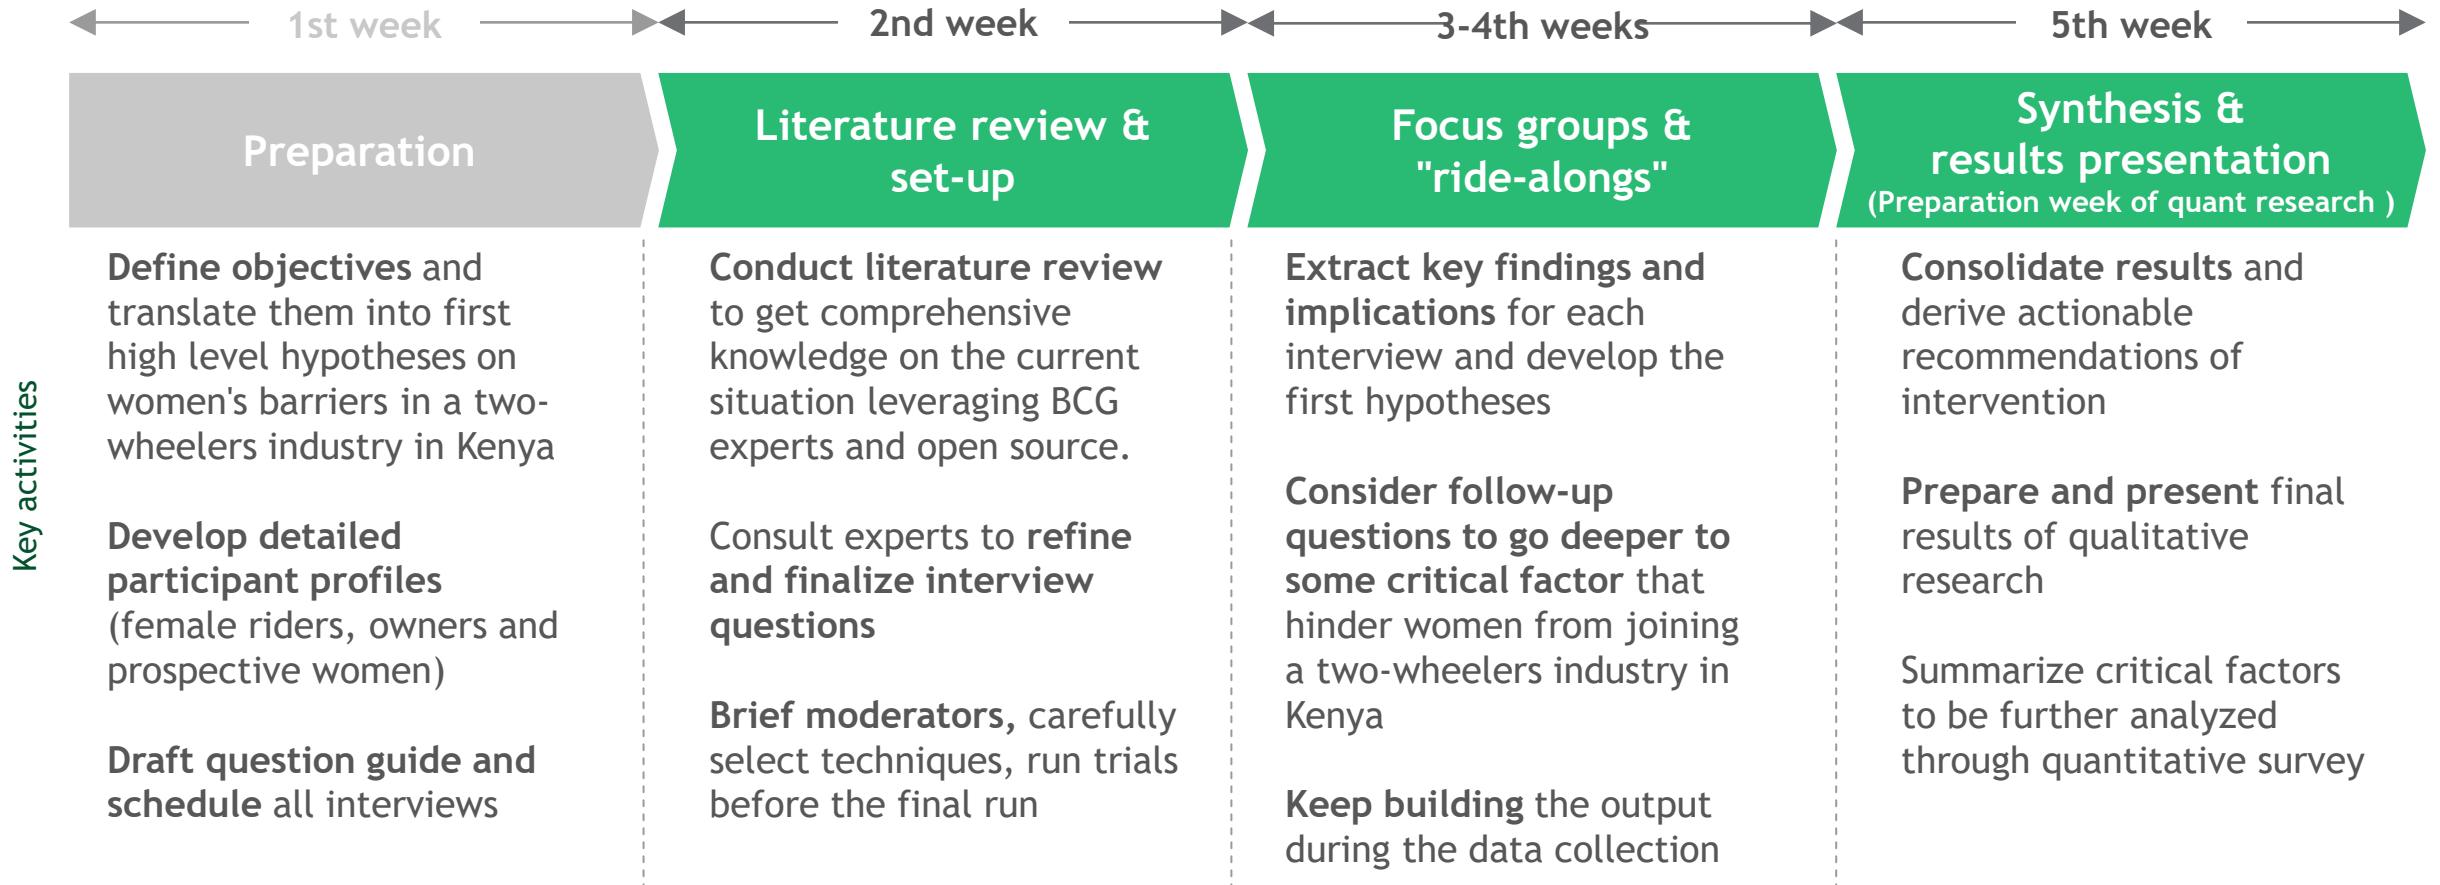 1st week
2nd week
3-4th weeks
5th week
Preparation
Literature review &
set-up
Focus groups &
"ride-alongs"
Synthesis &
results presentation
(Preparation week of quant research )
Key activities
Define objectives and
translate them into first
high level hypotheses on
women's barriers in a two-
wheelers industry in Kenya
Develop detailed
participant profiles
(female riders, owners and
prospective women)
Draft question guide and
schedule all interviews
Conduct literature review
to get comprehensive
knowledge on the current
situation leveraging BCG
experts and open source.
Consult experts to refine
and finalize interview
questions
Brief moderators, carefully
select techniques, run trials
before the final run
Extract key findings and
implications for each
interview and develop the
first hypotheses
Consider follow-up
questions to go deeper to
some critical factor that
hinder women from joining
a two-wheelers industry in
Kenya
Keep building the output
during the data collection
Consolidate results and
derive actionable
recommendations of
intervention
Prepare and present final
results of qualitative
research
Summarize critical factors
to be further analyzed
through quantitative survey